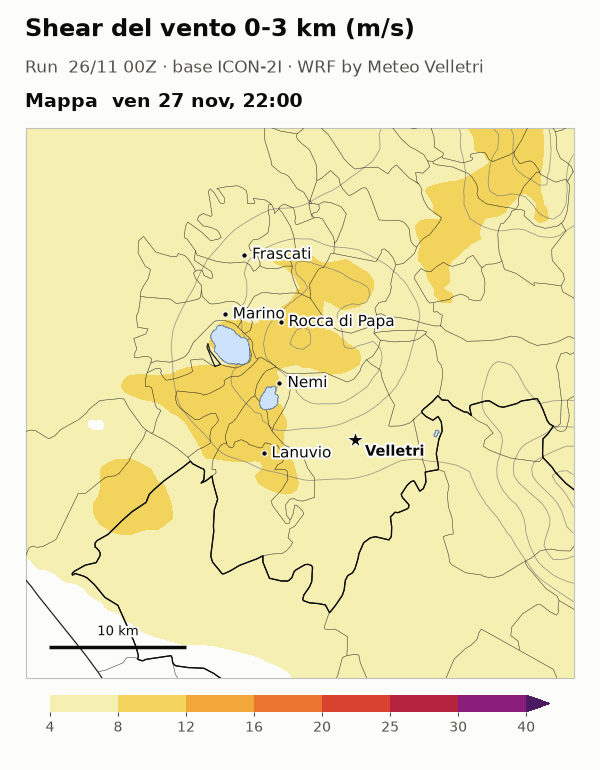 Shear del vento 0-3 km (m/s)
Run  26/11 00Z · base ICON-2I · WRF by Meteo Velletri
Mappa  ven 27 nov, 22:00
Frascati
Marino
Rocca di Papa
Nemi
Velletri
Lanuvio
10 km
4 8 12 16 20 25 30 40